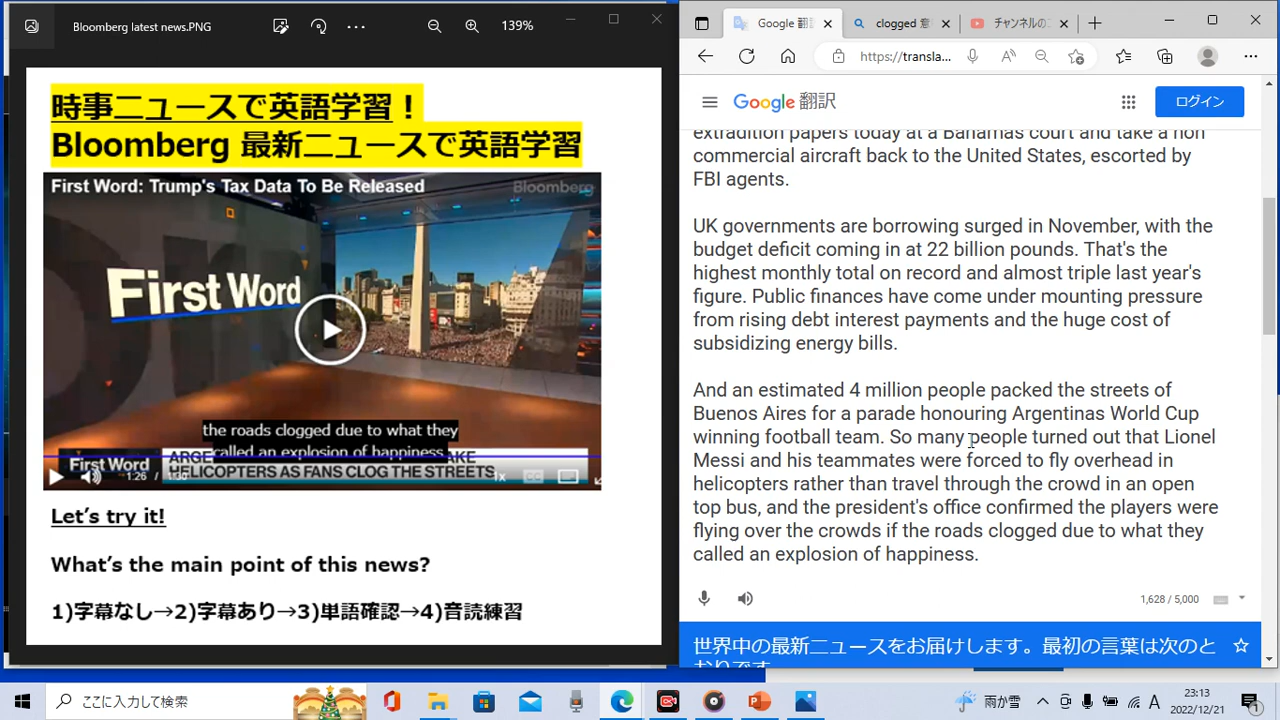 Bloomberg latest news.PNG
139%
時事ニュースで英語学習！
Bloomberg 最新ニュースで英語学習
First Word: Trump's Tax Data To Be Released
Bloomberg
First Word
the roads clogged due to what they
called an explosion of happiness.
First Word
HELICOPTERS AS FANS CLOG THE STREETS
1:26 / 1:30
1x
CC
Let's try it!
What's the main point of this news?
1)字幕なし→2)字幕あり→3)単語確認→4)音読練習
Google 翻訳
clogged 意
チャンネルのコ
https://transla...
Google 翻訳
ログイン
extradition papers today at a Bahamas court and take a non
commercial aircraft back to the United States, escorted by
FBI agents.
UK governments are borrowing surged in November, with the
budget deficit coming in at 22 billion pounds. That's the
highest monthly total on record and almost triple last year's
figure. Public finances have come under mounting pressure
from rising debt interest payments and the huge cost of
subsidizing energy bills.
And an estimated 4 million people packed the streets of
Buenos Aires for a parade honouring Argentinas World Cup
winning football team. So many people turned out that Lionel
Messi and his teammates were forced to fly overhead in
helicopters rather than travel through the crowd in an open
top bus, and the president's office confirmed the players were
flying over the crowds if the roads clogged due to what they
called an explosion of happiness.
1,628 / 5,000
世界中の最新ニュースをお届けします。最初の言葉は次のと
おりです
ここに入力して検索
雨か雪
A
23:13
2022/12/21